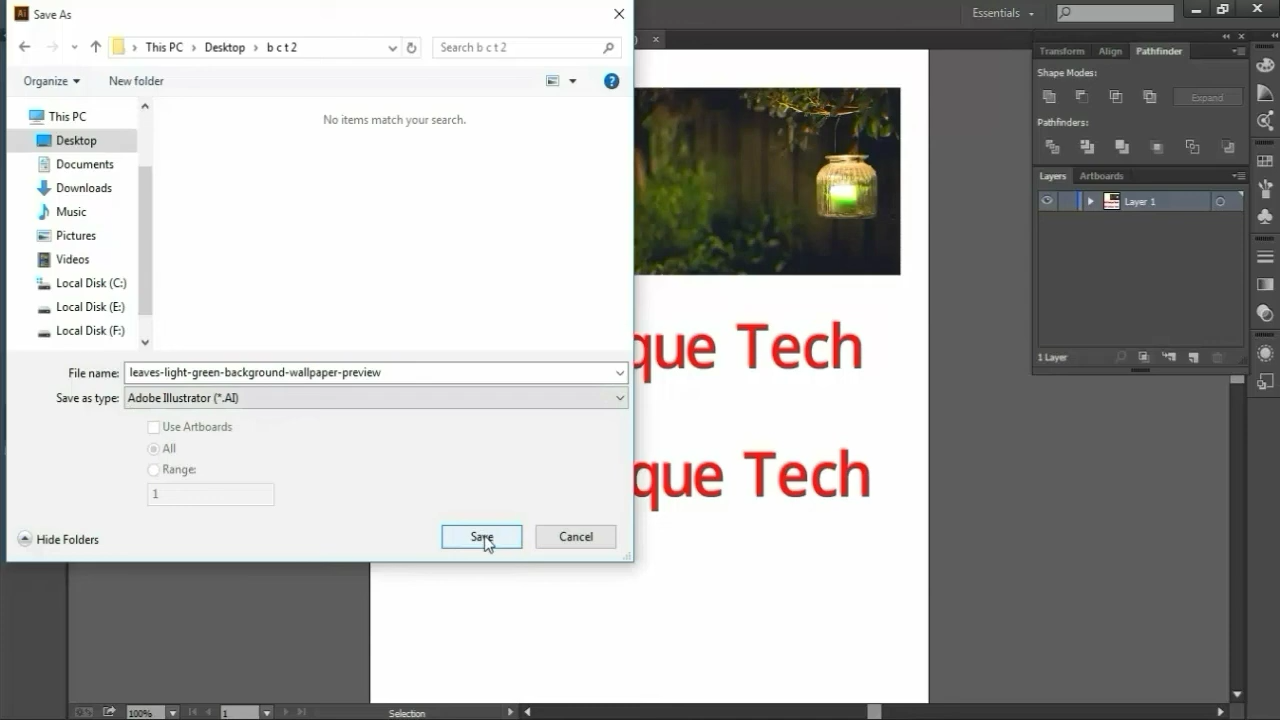 Save As
Essentials
This PC
Desktop
b c t 2
Search b c t 2
Organize
New folder
This PC
Desktop
Documents
Downloads
Music
Pictures
Videos
Local Disk (C:)
Local Disk (E:)
Local Disk (F:)
No items match your search.
File name:
leaves-light-green-background-wallpaper-preview
Save as type:
Adobe Illustrator (*.AI)
Use Artboards
All
Range:
1
Hide Folders
Save
Cancel
que Tech
que Tech
Transform
Align
Pathfinder
Shape Modes:
Expand
Pathfinders:
Layers
Artboards
Layer 1
1 Layer
100%
1
Selection